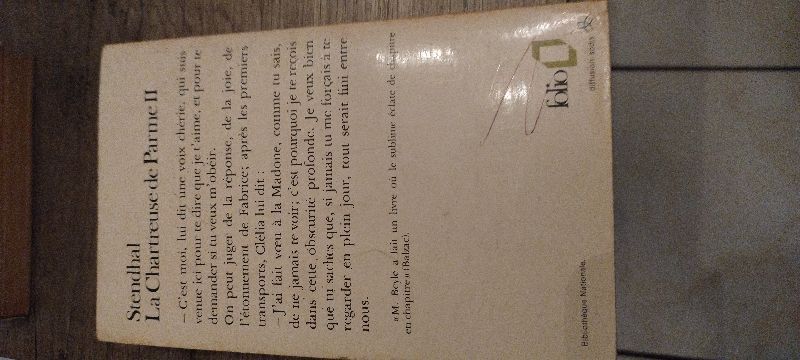 Stendhal
La Chartreuse de Parme II
– C'est moi, lui dit une voix chérie, qui suis
venue ici pour te dire que je t'aime, et pour te
demander si tu veux m'obéir.
On peut juger de la réponse, de la joie, de
l'étonnement de Fabrice; après les premiers
transports, Clélia lui dit :
– J'ai fait vœu à la Madone, comme tu sais,
de ne jamais te voir; c'est pourquoi je te reçois
dans cette obscurité profonde. Je veux bien
que tu saches que, si jamais tu me forçais à te
regarder en plein jour, tout serait fini entre
nous.
« M. Beyle a fait un livre où le sublime éclate de chapitre
en chapitre » (Balzac).
folio
diffusion sodis
Bibliothèque Nationale.